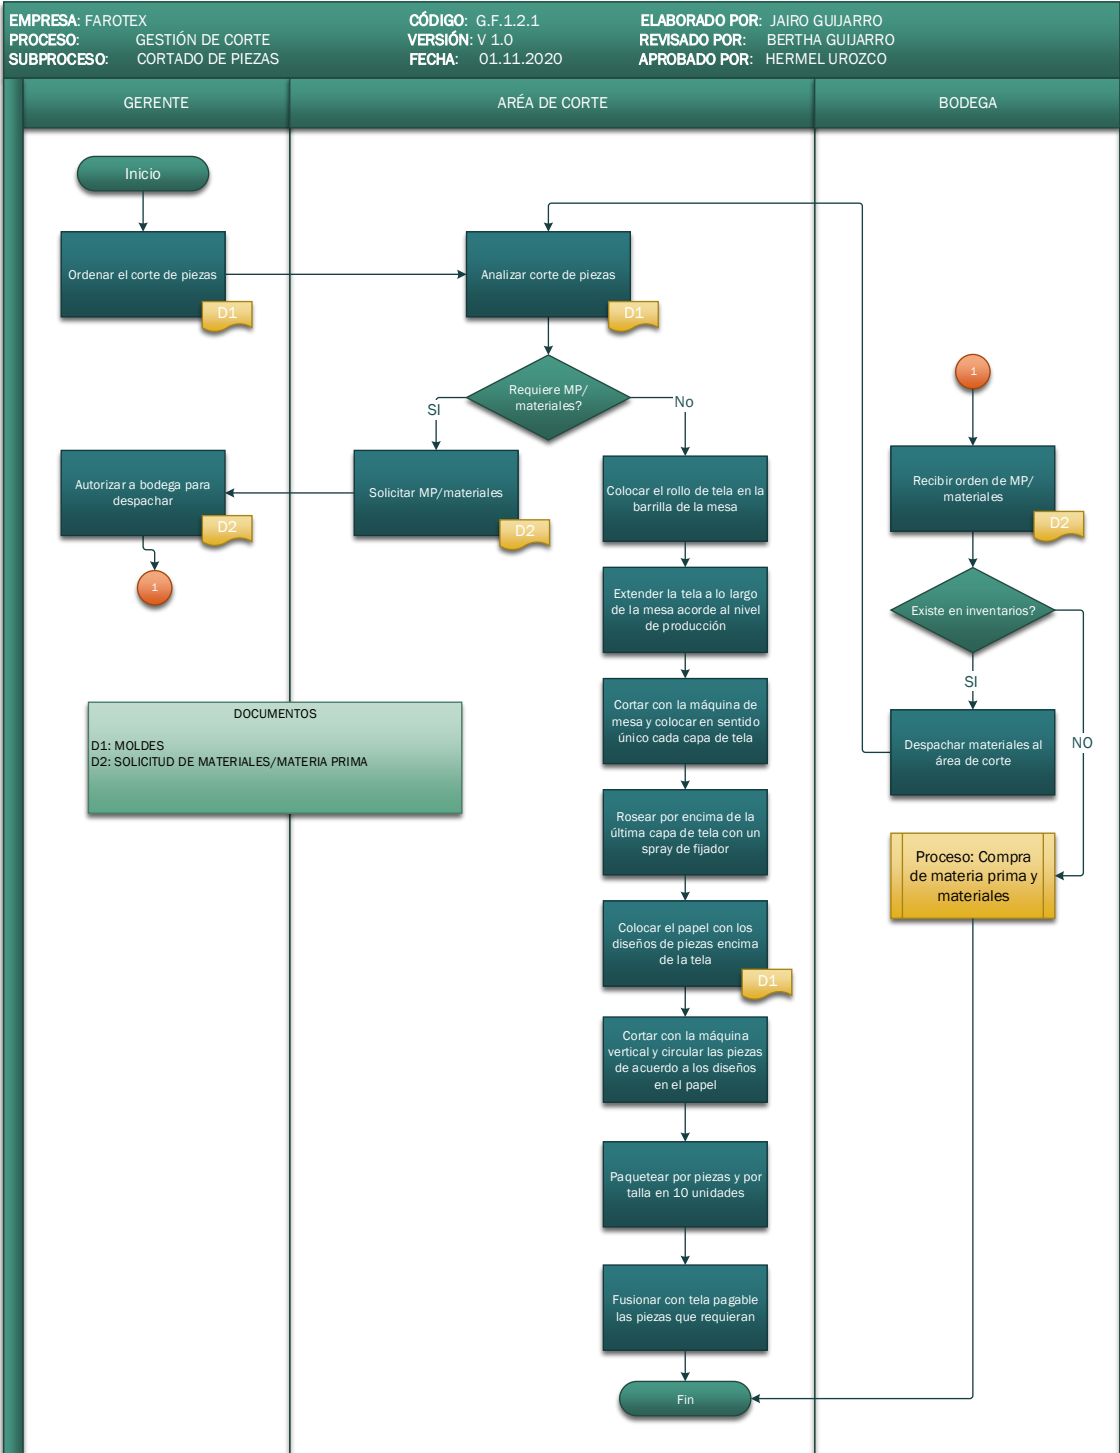 EMPRESA: FAROTEX
PROCESO: GESTIÓN DE CORTE
SUBPROCESO: CORTADO DE PIEZAS
CÓDIGO: G.F.1.2.1
VERSIÓN: V 1.0
FECHA: 01.11.2020
ELABORADO POR: JAIRO GUIJARRO
REVISADO POR: BERTHA GUIJARRO
APROBADO POR: HERMEL UROZCO
GERENTE
ARÉA DE CORTE
BODEGA
Inicio
Ordenar el corte de piezas
D1
Analizar corte de piezas
D1
Requiere MP/
materiales?
SI
No
Solicitar MP/materiales
D2
Autorizar a bodega para
despachar
D2
1
1
Recibir orden de MP/
materiales
D2
Existe en inventarios?
SI
NO
Despachar materiales al
área de corte
Proceso: Compra
de materia prima y
materiales
Colocar el rollo de tela en la
barrilla de la mesa
Extender la tela a lo largo
de la mesa acorde al nivel
de producción
Cortar con la máquina de
mesa y colocar en sentido
único cada capa de tela
Rosear por encima de la
última capa de tela con un
spray de fijador
Colocar el papel con los
diseños de piezas encima
de la tela
D1
Cortar con la máquina
vertical y circular las piezas
de acuerdo a los diseños
en el papel
Paquetear por piezas y por
talla en 10 unidades
Fusionar con tela pagable
las piezas que requieran
Fin
DOCUMENTOS
D1: MOLDES
D2: SOLICITUD DE MATERIALES/MATERIA PRIMA